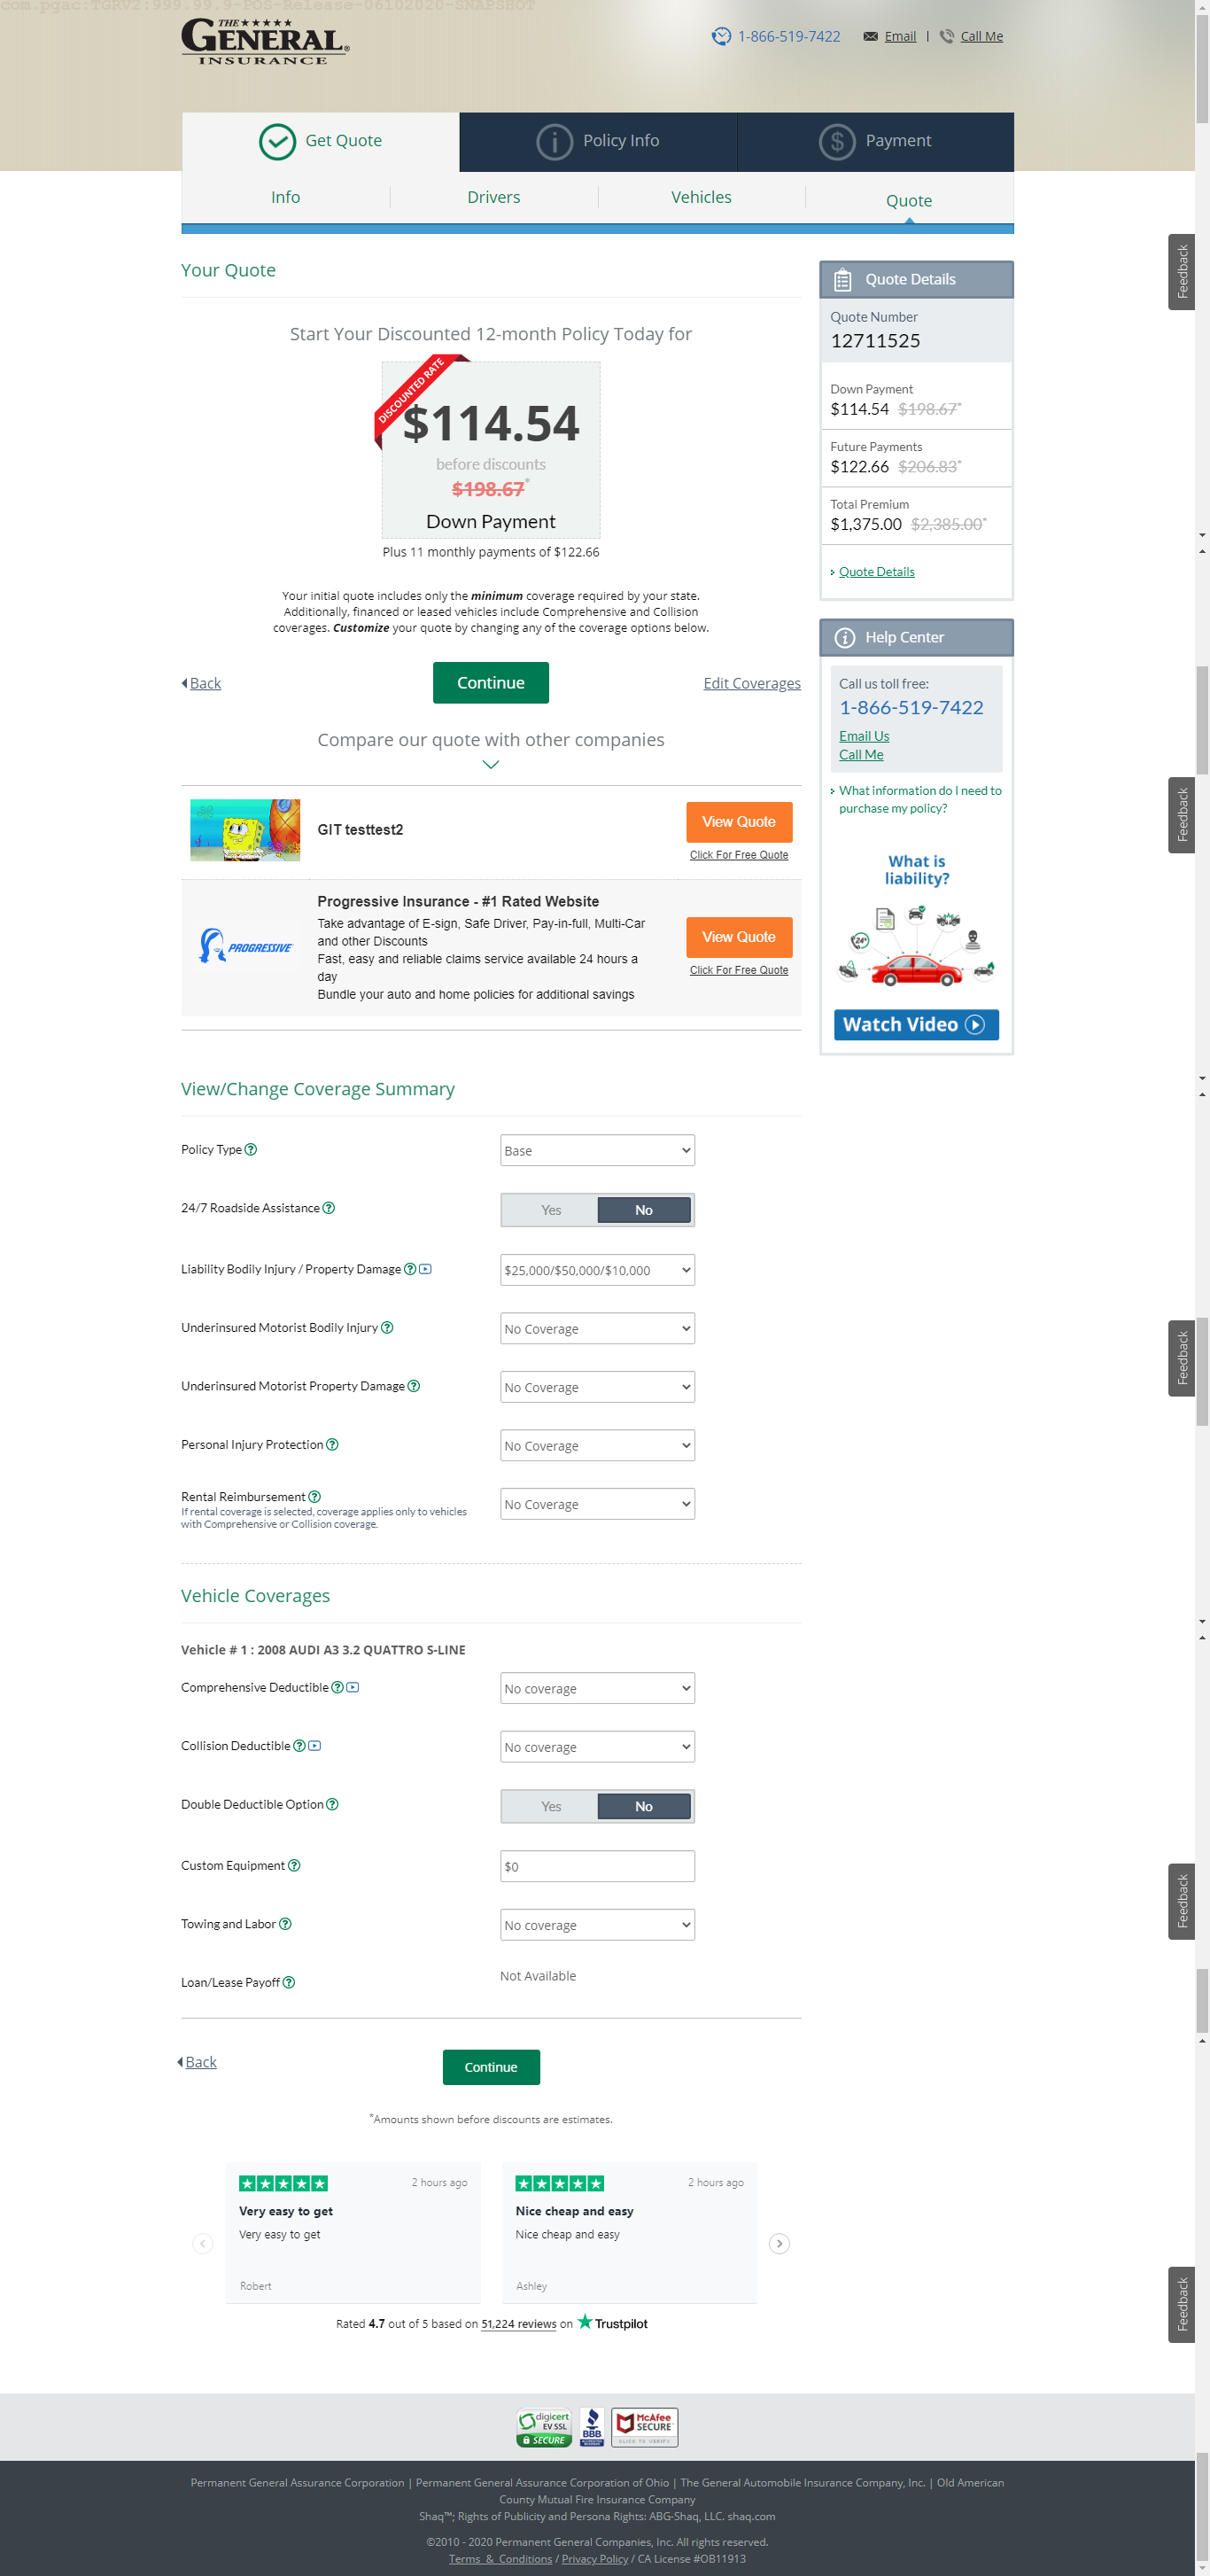 com.pgac:TGRV2:999.99.9-POS-Release-06102020-SNAPSHOT
THE
GENERAL®
INSURANCE
1-866-519-7422 Email | Call Me
Get Quote Policy Info Payment
Info Drivers Vehicles Quote
Your Quote
Start Your Discounted 12-month Policy Today for
DISCOUNTED RATE
$114.54
before discounts
$198.67*
Down Payment
Plus 11 monthly payments of $122.66
Your initial quote includes only the minimum coverage required by your state.
Additionally, financed or leased vehicles include Comprehensive and Collision
coverages. Customize your quote by changing any of the coverage options below.
Back Continue Edit Coverages
Quote Details
Quote Number
12711525
Down Payment
$114.54 $198.67*
Future Payments
$122.66 $206.83*
Total Premium
$1,375.00 $2,385.00*
Quote Details
Help Center
Call us toll free:
1-866-519-7422
Email Us
Call Me
What information do I need to
purchase my policy?
What is
liability?
24
Watch Video
Feedback
Feedback
Feedback
Feedback
Feedback
Compare our quote with other companies
GIT testtest2
View Quote
Click For Free Quote
PROGRESSIVE
Progressive Insurance - #1 Rated Website
Take advantage of E-sign, Safe Driver, Pay-in-full, Multi-Car
and other Discounts
Fast, easy and reliable claims service available 24 hours a
day
Bundle your auto and home policies for additional savings
View Quote
Click For Free Quote
View/Change Coverage Summary
Policy Type Base
24/7 Roadside Assistance Yes No
Liability Bodily Injury / Property Damage $25,000/$50,000/$10,000
Underinsured Motorist Bodily Injury No Coverage
Underinsured Motorist Property Damage No Coverage
Personal Injury Protection No Coverage
Rental Reimbursement No Coverage
If rental coverage is selected, coverage applies only to vehicles
with Comprehensive or Collision coverage.
Vehicle Coverages
Vehicle # 1 : 2008 AUDI A3 3.2 QUATTRO S-LINE
Comprehensive Deductible No coverage
Collision Deductible No coverage
Double Deductible Option Yes No
Custom Equipment $0
Towing and Labor No coverage
Loan/Lease Payoff Not Available
Back Continue
*Amounts shown before discounts are estimates.
2 hours ago
Very easy to get
Very easy to get
Robert
2 hours ago
Nice cheap and easy
Nice cheap and easy
Ashley
Rated 4.7 out of 5 based on 51,224 reviews on Trustpilot
digicert
EV SSL
SECURE
BBB
McAfee
SECURE
CLICK TO VERIFY
Permanent General Assurance Corporation | Permanent General Assurance Corporation of Ohio | The General Automobile Insurance Company, Inc. | Old American
County Mutual Fire Insurance Company
Shaq™; Rights of Publicity and Persona Rights: ABG-Shaq, LLC. shaq.com
©2010 - 2020 Permanent General Companies, Inc. All rights reserved.
Terms & Conditions / Privacy Policy / CA License #OB11913